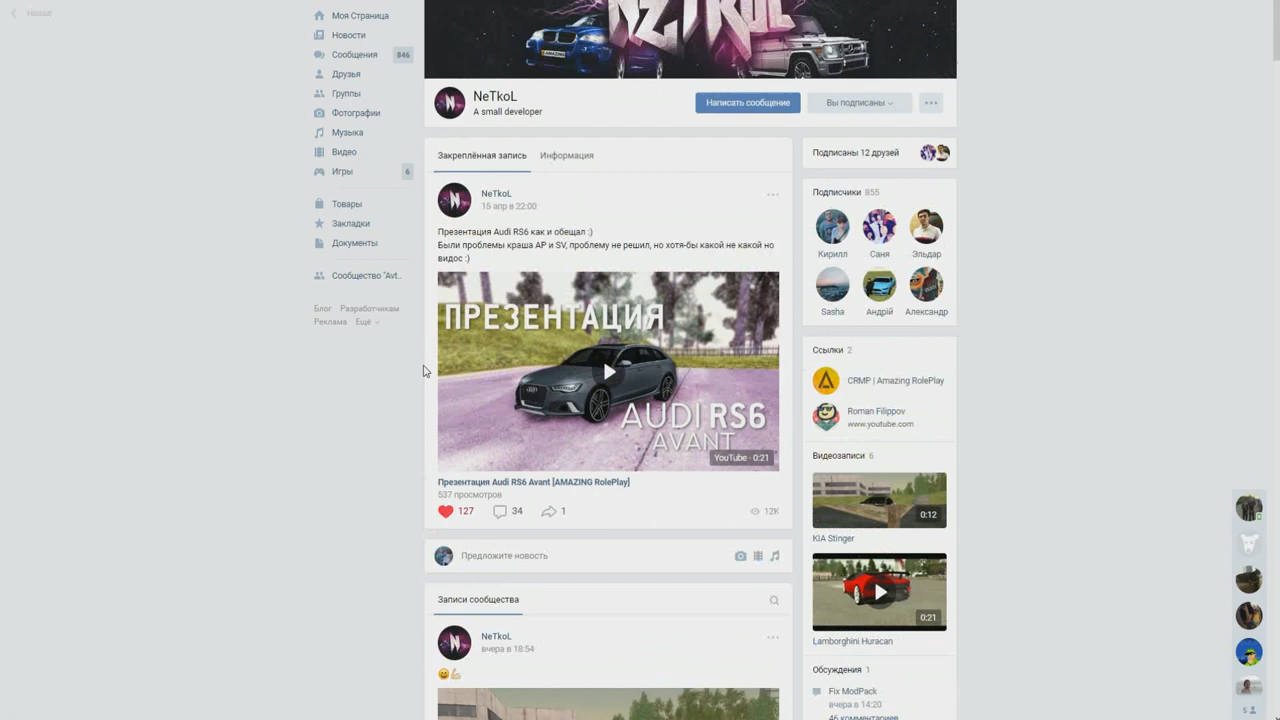 Назад
Моя Страница
Новости
Сообщения 846
Друзья
Группы
Фотографии
Музыка
Видео
Игры 6
Товары
Закладки
Документы
Сообщество "Avt..
Блог Разработчикам
Реклама Ещё
NeTkoL
AMAZING
NeTkoL
A small developer
Написать сообщение
Вы подписаны
Закреплённая запись Информация
NeTkoL
15 апр в 22:00
Презентация Audi RS6 как и обещал :)
Были проблемы краша AP и SV, проблему не решил, но хотя-бы какой не какой но
видос :)
ПРЕЗЕНТАЦИЯ
AUDI RS6
AVANT
YouTube · 0:21
Презентация Audi RS6 Avant [AMAZING RolePlay]
537 просмотров
127 34 1 12K
Предложите новость
Записи сообщества
NeTkoL
вчера в 18:54
Подписаны 12 друзей
Подписчики 855
Кирилл Саня Эльдар
Sasha Андрій Александр
Ссылки 2
CRMP | Amazing RolePlay
Roman Filippov
www.youtube.com
Видеозаписи 6
0:12
KIA Stinger
0:21
Lamborghini Huracan
Обсуждения 1
Fix ModPack
вчера в 14:20
46 комментариев
5